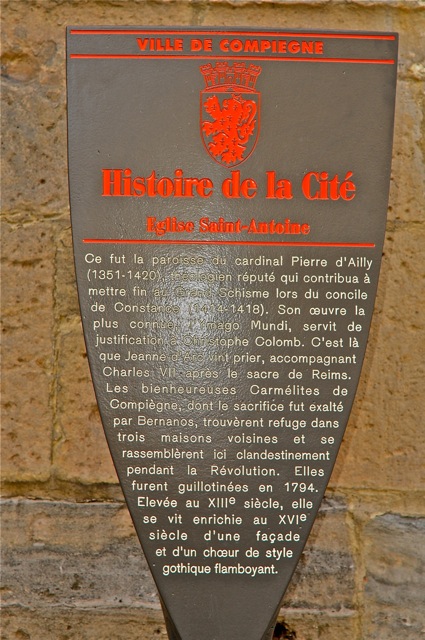 VILLE DE COMPIEGNE
Histoire de la Cité
Eglise Saint-Antoine
Ce fut la paroisse du cardinal Pierre d'Ailly
(1351-1420), théologien réputé qui contribua à
mettre fin au Grand Schisme lors du concile
de Constance (1414-1418). Son œuvre la
plus connue, l'Imago Mundi, servit de
justification à Christophe Colomb. C'est là
que Jeanne d'Arc vint prier, accompagnant
Charles VII après le sacre de Reims.
Les bienheureuses Carmélites de
Compiègne, dont le sacrifice fut exalté
par Bernanos, trouvèrent refuge dans
trois maisons voisines et se
rassemblèrent ici clandestinement
pendant la Révolution. Elles
furent guillotinées en 1794.
Elevée au XIIIe siècle, elle
se vit enrichie au XVIe
siècle d'une façade
et d'un chœur de style
gothique flamboyant.